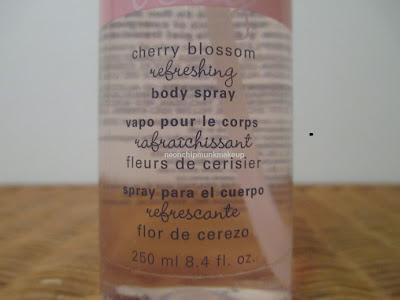 cherry blossom
refreshing
body spray
vapo pour le corps
rafraîchissant
neonchipmunkmakeup
fleurs de cerisier
spray para el cuerpo
refrescante
flor de cerezo
250 ml 8.4 fl. oz.